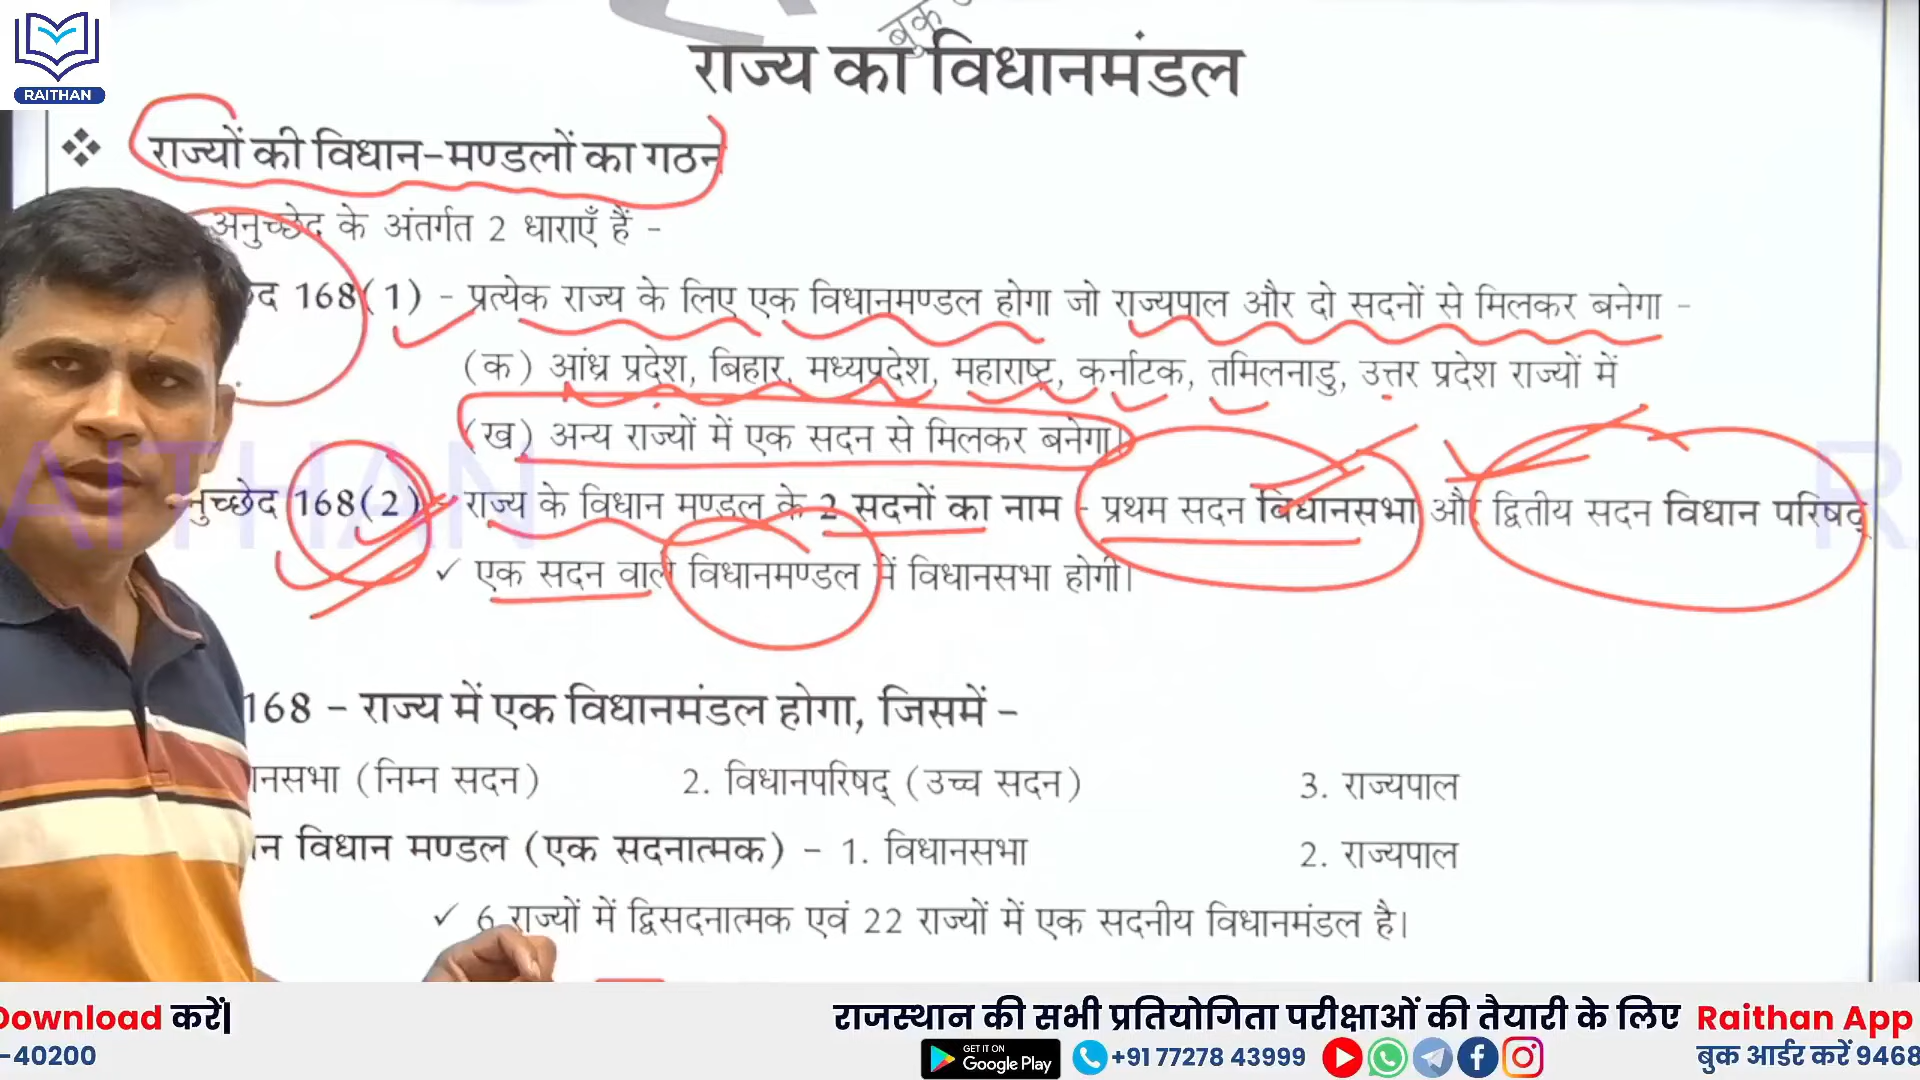 RAITHAN
बुक
राज्य का विधानमंडल
❖ राज्यों की विधान-मण्डलों का गठन
अनुच्छेद के अंतर्गत 2 धाराएँ हैं -
168(1) - प्रत्येक राज्य के लिए एक विधानमण्डल होगा जो राज्यपाल और दो सदनों से मिलकर बनेगा -
(क) आंध्र प्रदेश, बिहार, मध्यप्रदेश, महाराष्ट्र, कर्नाटक, तमिलनाडु, उत्तर प्रदेश राज्यों में
(ख) अन्य राज्यों में एक सदन से मिलकर बनेगा।
नुच्छेद 168(2) - राज्य के विधान मण्डल के 2 सदनों का नाम - प्रथम सदन विधानसभा और द्वितीय सदन विधान परिषद्
✓ एक सदन वाले विधानमण्डल में विधानसभा होगी।
168 - राज्य में एक विधानमंडल होगा, जिसमें -
नसभा (निम्न सदन) 2. विधानपरिषद् (उच्च सदन) 3. राज्यपाल
न विधान मण्डल (एक सदनात्मक) - 1. विधानसभा 2. राज्यपाल
✓ 6 राज्यों में द्विसदनात्मक एवं 22 राज्यों में एक सदनीय विधानमंडल है।
Download करें|
-40200
राजस्थान की सभी प्रतियोगिता परीक्षाओं की तैयारी के लिए Raithan App
GET IT ON Google Play +91 77278 43999 बुक आर्डर करें 9468